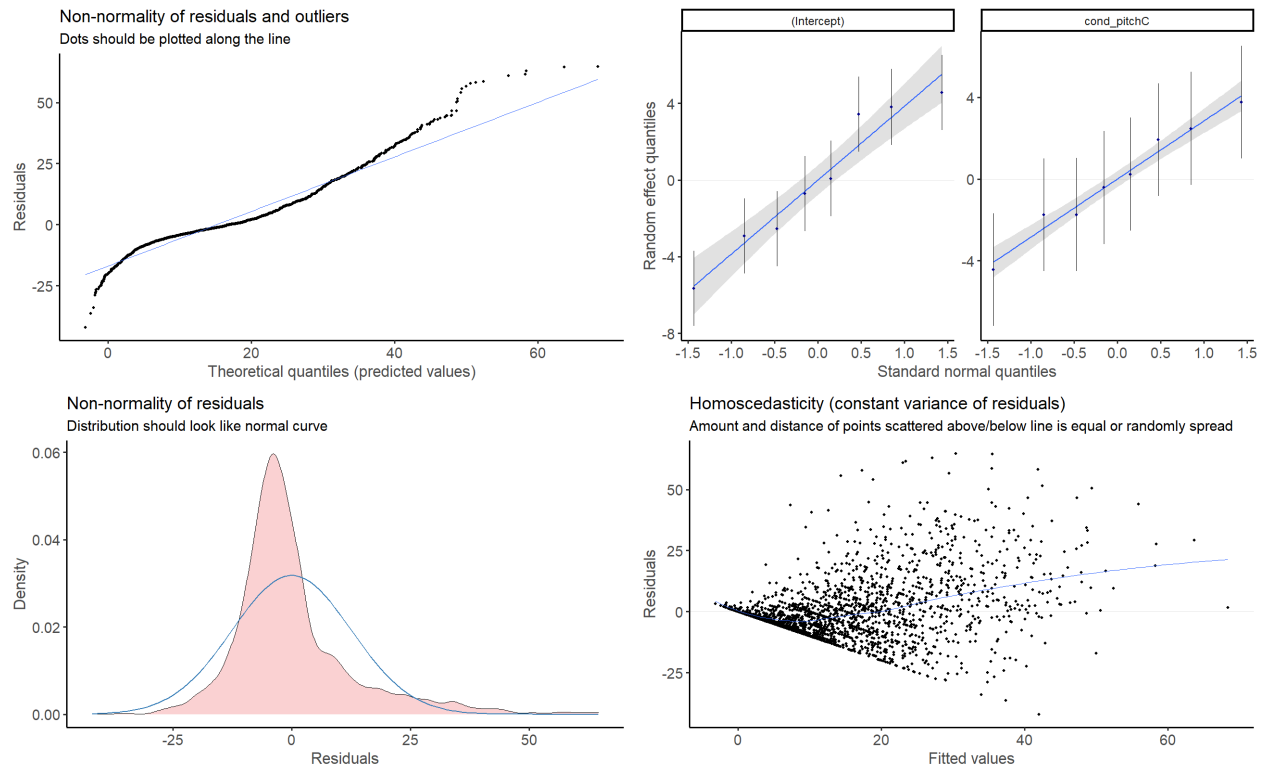 Non-normality of residuals and outliers
Dots should be plotted along the line
50
25
0
-25
Residuals
0 20 40 60
Theoretical quantiles (predicted values)
(Intercept)
cond_pitchC
4
0
-4
-8
4
0
-4
Random effect quantiles
-1.5 -1.0 -0.5 0.0 0.5 1.0 1.5
-1.5 -1.0 -0.5 0.0 0.5 1.0 1.5
Standard normal quantiles
Non-normality of residuals
Distribution should look like normal curve
0.06
0.04
0.02
0.00
Density
-25 0 25 50
Residuals
Homoscedasticity (constant variance of residuals)
Amount and distance of points scattered above/below line is equal or randomly spread
50
25
0
-25
Residuals
0 20 40 60
Fitted values